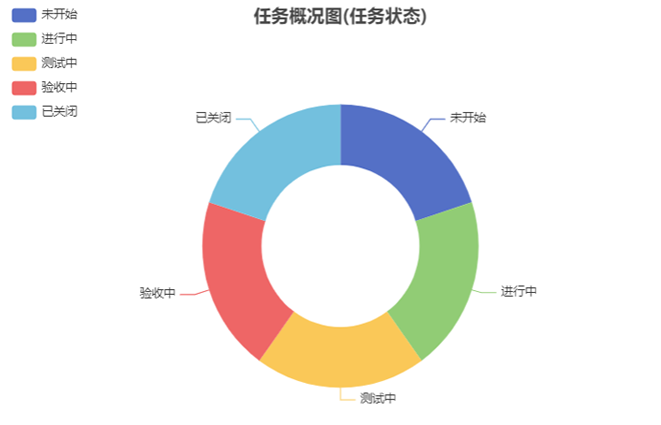 任务概况图(任务状态)
未开始
进行中
测试中
验收中
已关闭
已关闭
未开始
验收中
进行中
测试中